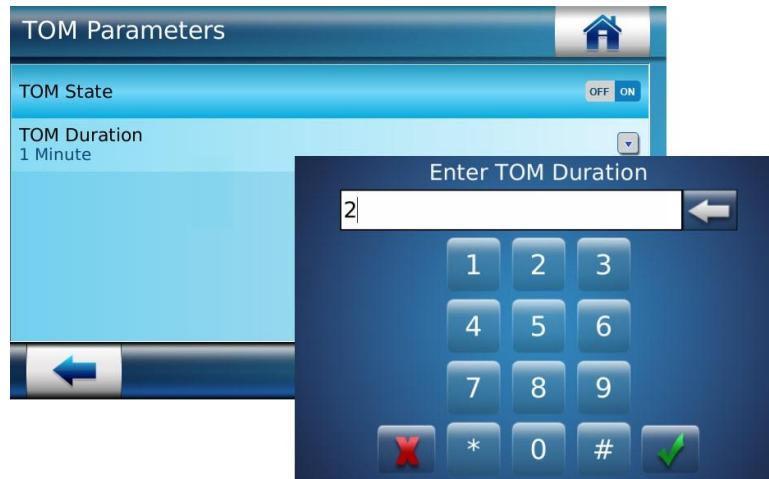 TOM Parameters
TOM State
OFF ON
TOM Duration
1 Minute
Enter TOM Duration
2
1 2 3
4 5 6
7 8 9
* 0 #